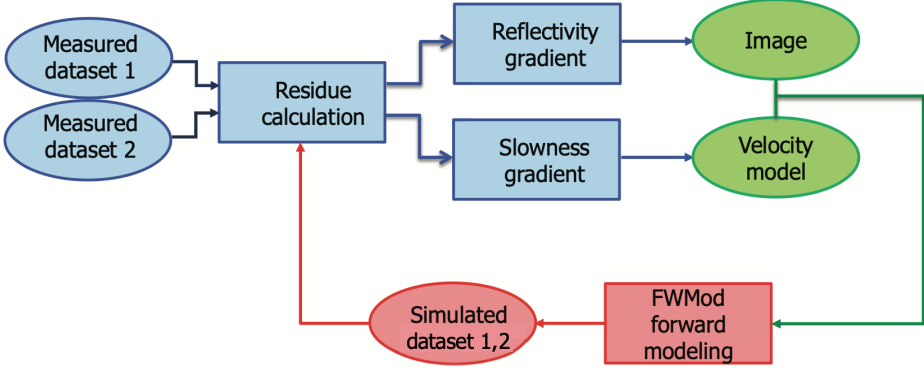 Measured
dataset 1
Measured
dataset 2
Residue
calculation
Reflectivity
gradient
Slowness
gradient
Image
Velocity
model
Simulated
dataset 1,2
FWMod
forward
modeling